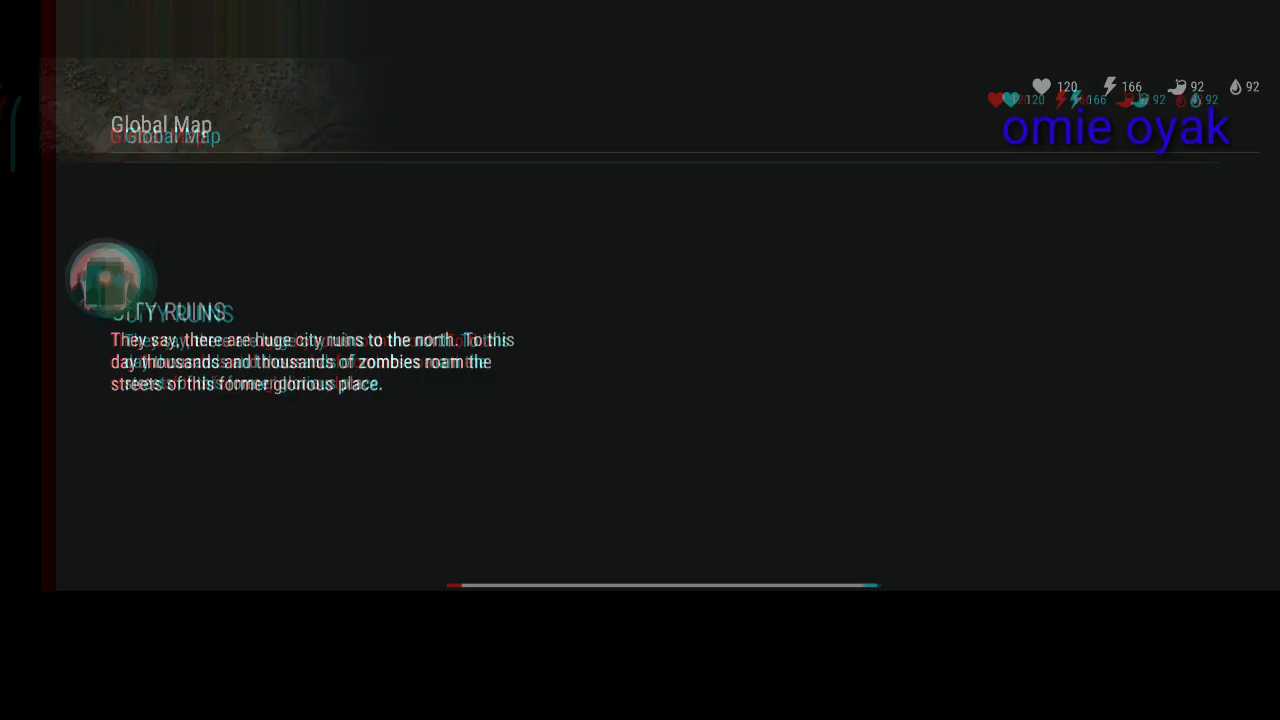 120 166 92 92
Global Map
omie oyak
CITY RUINS
They say, there are huge city ruins to the north. To this
day thousands and thousands of zombies roam the
streets of this former glorious place.